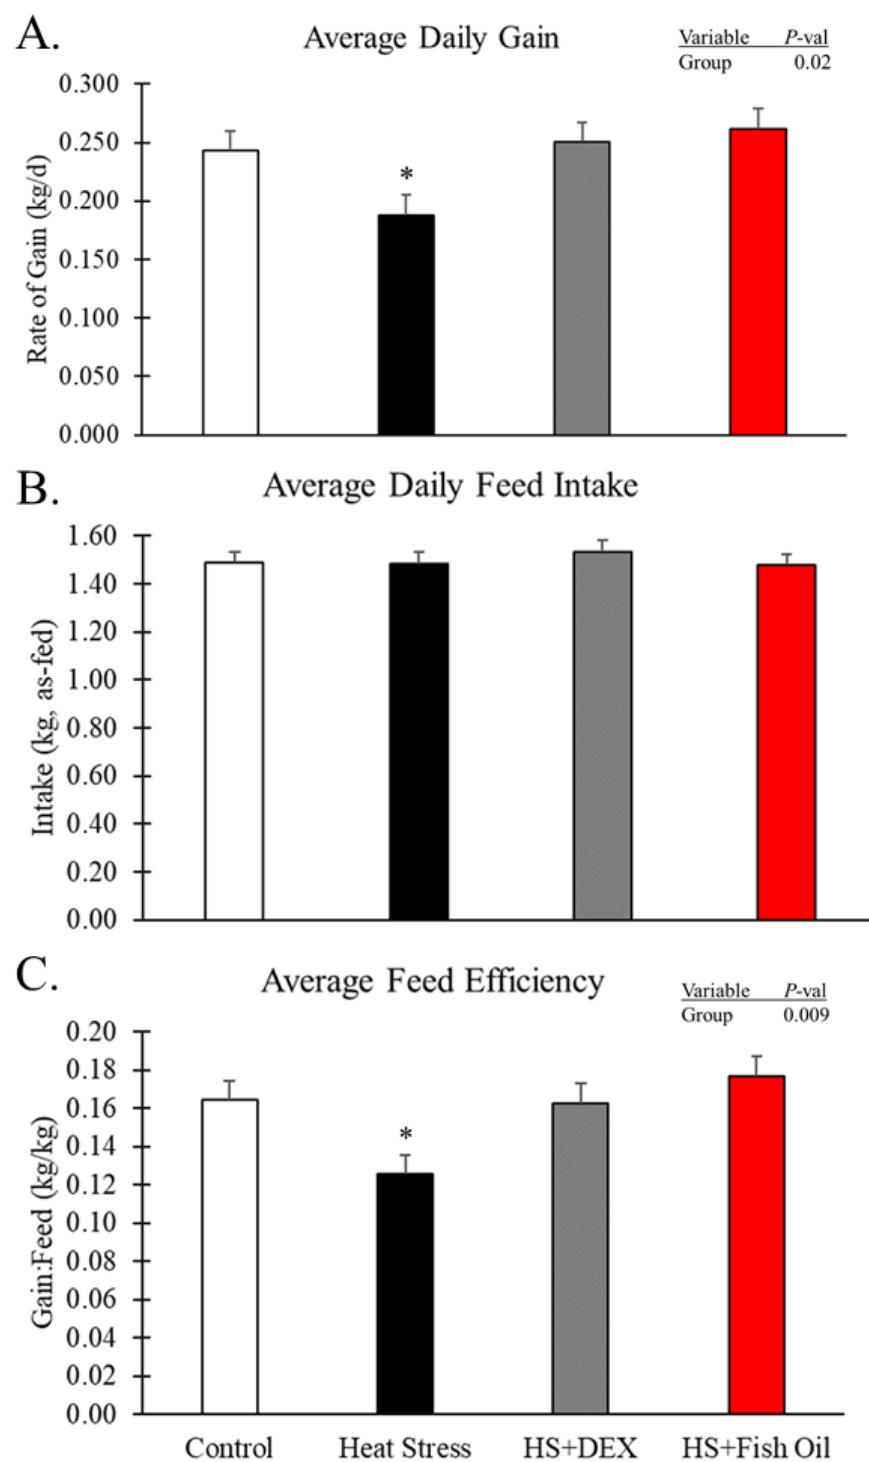 A.
Average Daily Gain
Variable P-val
Group 0.02
Rate of Gain (kg/d)
0.300
0.250
0.200
0.150
0.100
0.050
0.000
*
B.
Average Daily Feed Intake
Intake (kg, as-fed)
1.60
1.40
1.20
1.00
0.80
0.60
0.40
0.20
0.00
C.
Average Feed Efficiency
Variable P-val
Group 0.009
Gain:Feed (kg/kg)
0.20
0.18
0.16
0.14
0.12
0.10
0.08
0.06
0.04
0.02
0.00
*
Control Heat Stress HS+DEX HS+Fish Oil